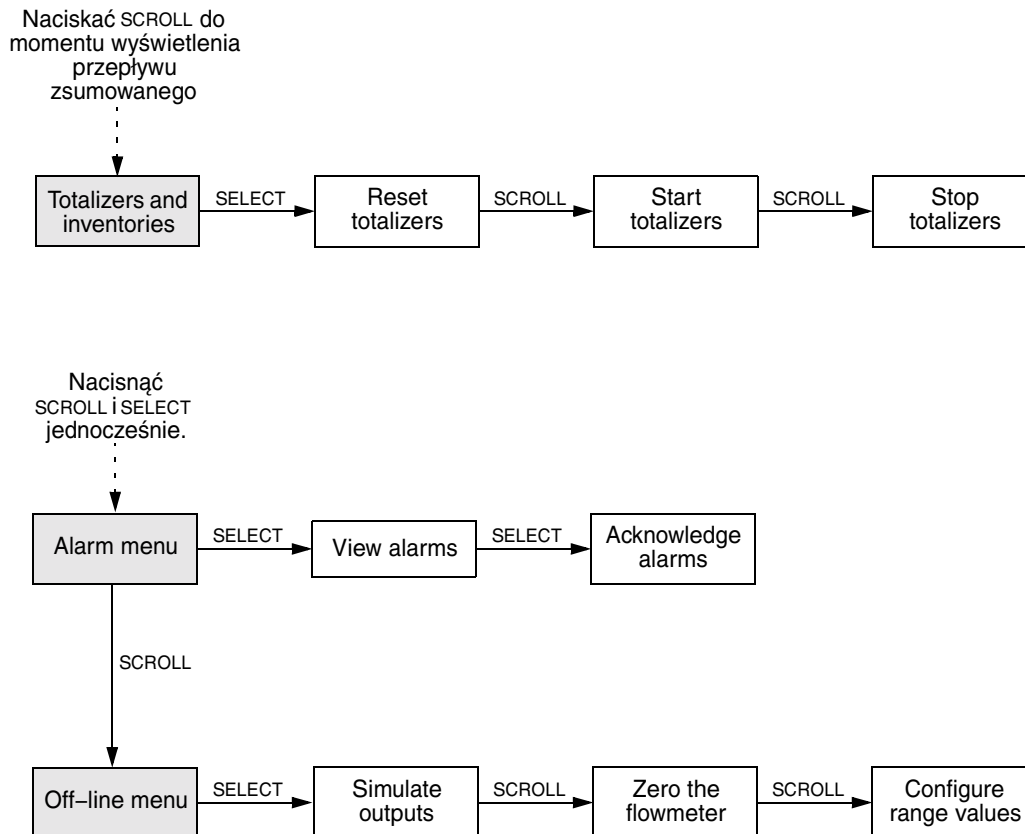 Naciskać SCROLL do
momentu wyświetlenia
przepływu
zsumowanego
Totalizers and
inventories
SELECT
Reset
totalizers
SCROLL
Start
totalizers
SCROLL
Stop
totalizers
Nacisnąć
SCROLL i SELECT
jednocześnie.
Alarm menu
SELECT
View alarms
SELECT
Acknowledge
alarms
SCROLL
Off–line menu
SELECT
Simulate
outputs
SCROLL
Zero the
flowmeter
SCROLL
Configure
range values